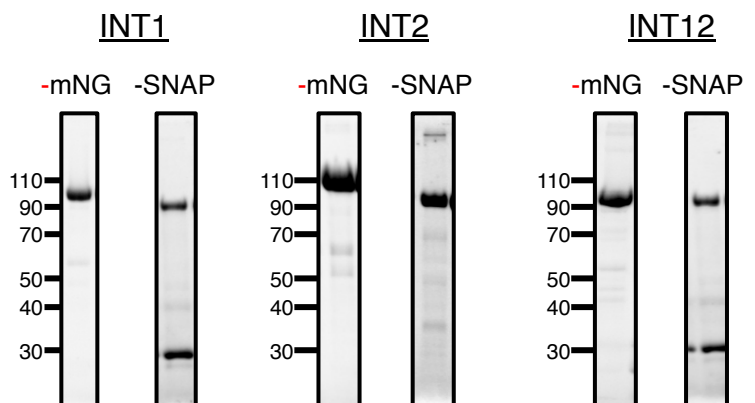 INT1 INT2 INT12
-mNG -SNAP -mNG -SNAP -mNG -SNAP
110 110 110
90 90 90
70 70 70
50 50 50
40 40 40
30 30 30